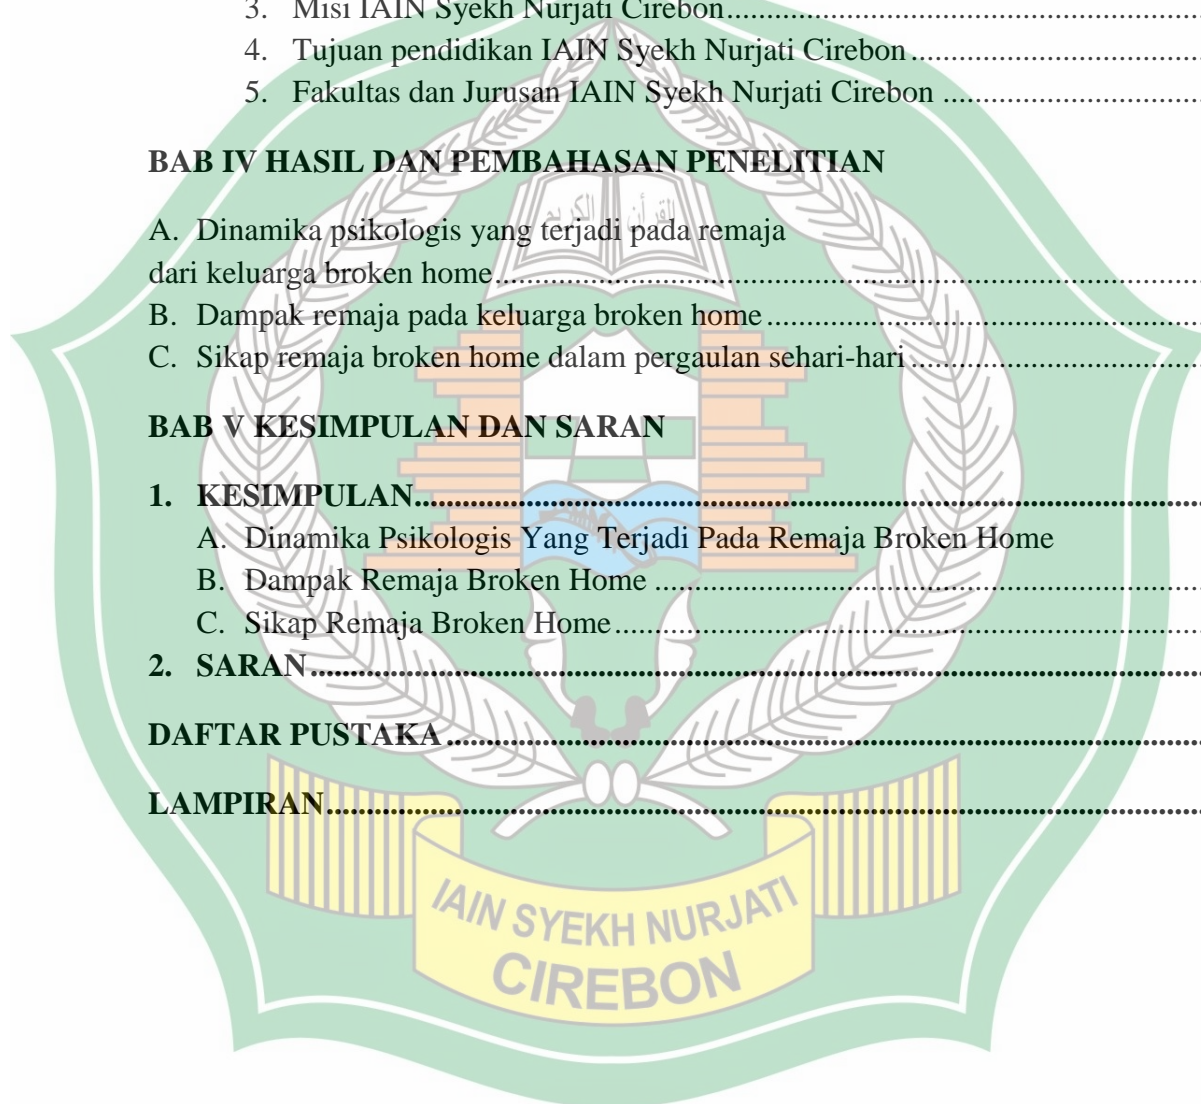 3. Misi IAIN Syekh Nurjati Cirebon........................................
4. Tujuan pendidikan IAIN Syekh Nurjati Cirebon........................................
5. Fakultas dan Jurusan IAIN Syekh Nurjati Cirebon ........................................
BAB IV HASIL DAN PEMBAHASAN PENELITIAN
القرآن الكريم
A. Dinamika psikologis yang terjadi pada remaja
dari keluarga broken home........................................
B. Dampak remaja pada keluarga broken home........................................
C. Sikap remaja broken home dalam pergaulan sehari-hari........................................
BAB V KESIMPULAN DAN SARAN
1. KESIMPULAN........................................
A. Dinamika Psikologis Yang Terjadi Pada Remaja Broken Home
B. Dampak Remaja Broken Home ........................................
C. Sikap Remaja Broken Home........................................
2. SARAN........................................
DAFTAR PUSTAKA........................................
LAMPIRAN........................................
IAIN SYEKH NURJATI
CIREBON